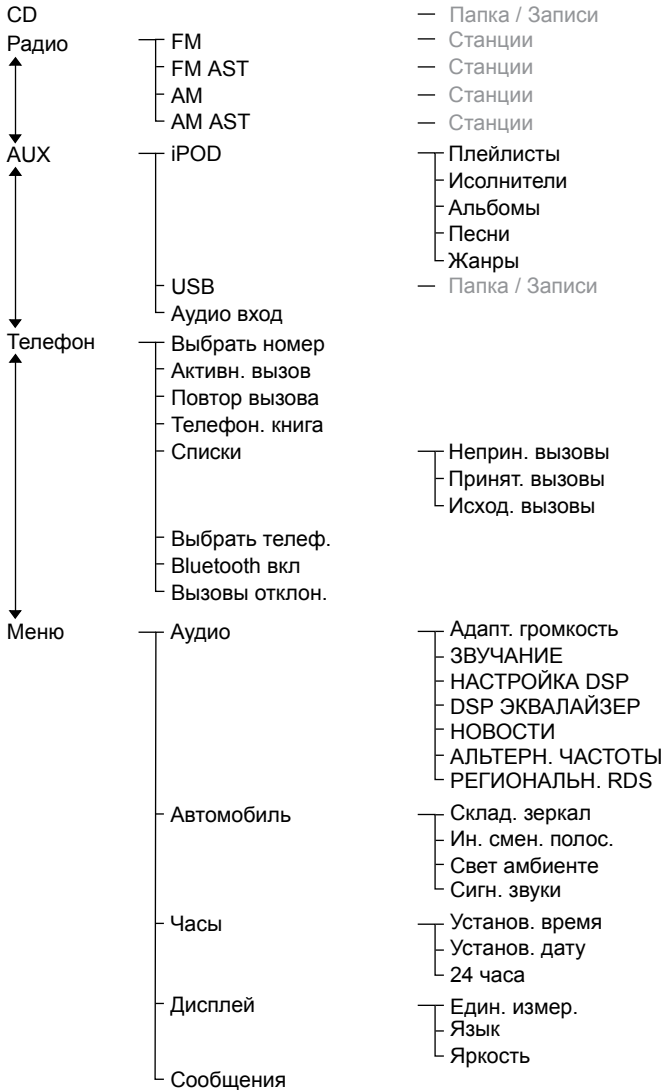 CD — Папка / Записи
Радио FM — Станции
FM AST — Станции
AM — Станции
AM AST — Станции
AUX iPOD Плейлисты
Исолнители
Альбомы
Песни
Жанры
USB — Папка / Записи
Аудио вход
Телефон Выбрать номер
Активн. вызов
Повтор вызова
Телефон. книга
Списки Неприн. вызовы
Принят. вызовы
Исход. вызовы
Выбрать телеф.
Bluetooth вкл
Вызовы отклон.
Меню Аудио Адапт. громкость
ЗВУЧАНИЕ
НАСТРОЙКА DSP
DSP ЭКВАЛАЙЗЕР
НОВОСТИ
АЛЬТЕРН. ЧАСТОТЫ
РЕГИОНАЛЬН. RDS
Автомобиль Склад. зеркал
Ин. смен. полос.
Свет амбиенте
Сигн. звуки
Часы Установ. время
Установ. дату
24 часа
Дисплей Един. измер.
Язык
Яркость
Сообщения